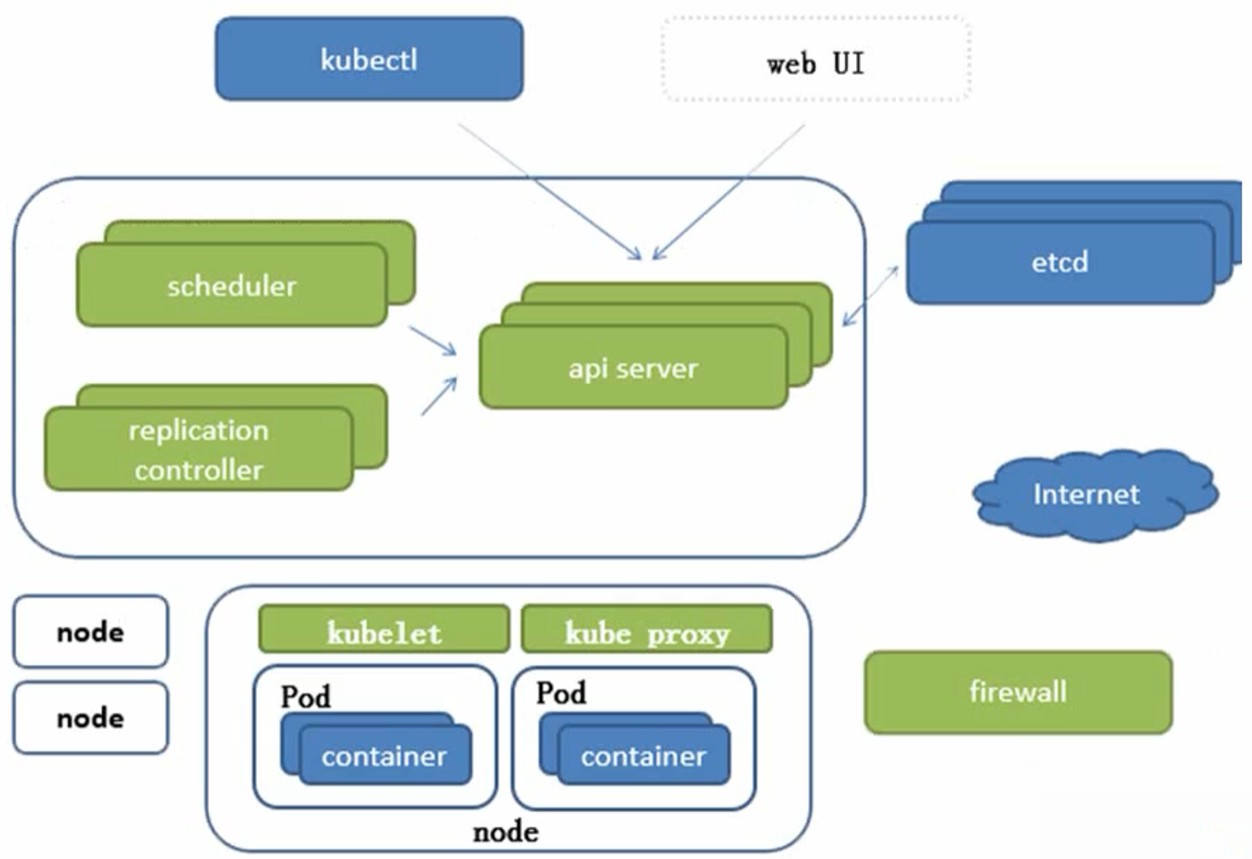 kubectl
web UI
scheduler
etcd
api server
replication
controller
Internet
node
node
kubelet
kube proxy
Pod
container
Pod
container
node
firewall